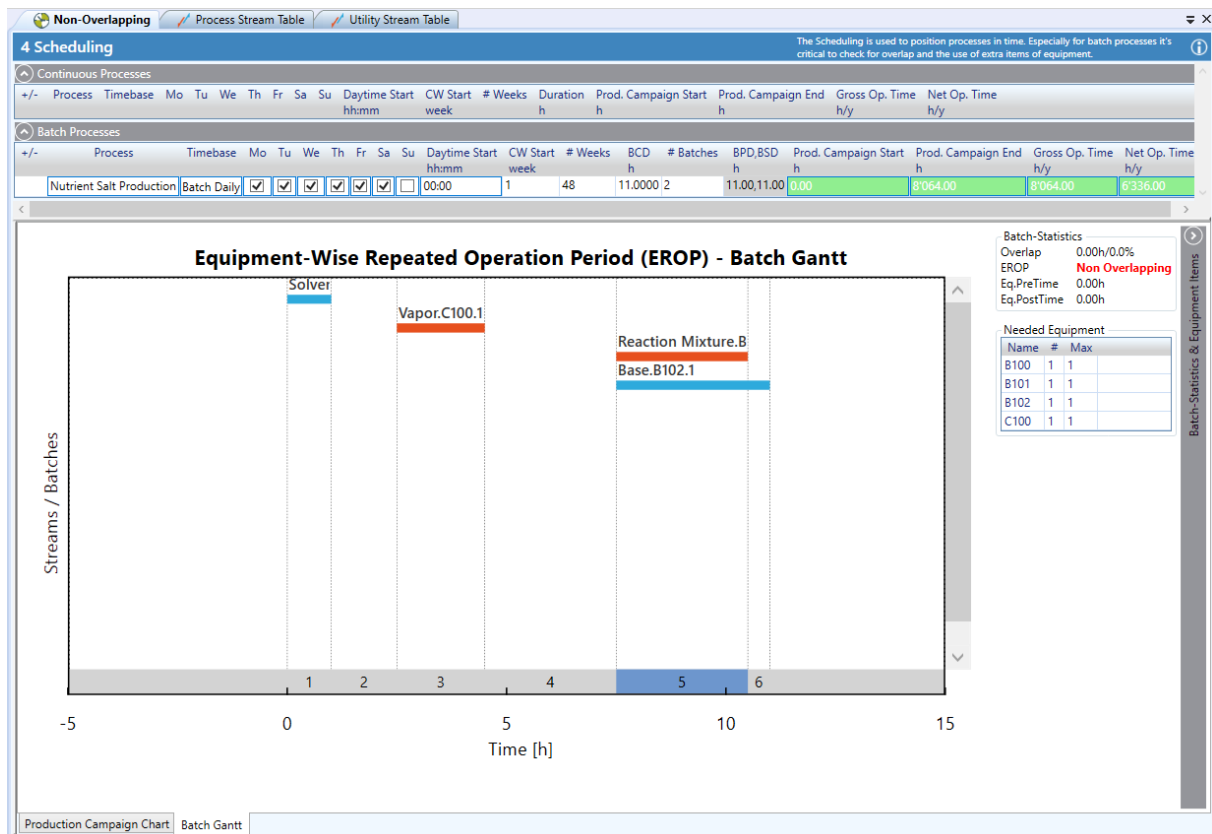 Non-Overlapping Process Stream Table Utility Stream Table
4 Scheduling
The Scheduling is used to position processes in time. Especially for batch processes it's
critical to check for overlap and the use of extra items of equipment.
Continuous Processes
+/- Process Timebase Mo Tu We Th Fr Sa Su Daytime Start CW Start # Weeks Duration Prod. Campaign Start Prod. Campaign End Gross Op. Time Net Op. Time
hh:mm week h h h h/y h/y
Batch Processes
+/- Process Timebase Mo Tu We Th Fr Sa Su Daytime Start CW Start # Weeks BCD # Batches BPD,BSD Prod. Campaign Start Prod. Campaign End Gross Op. Time Net Op. Time
hh:mm week h h h h h/y h/y
Nutrient Salt Production Batch Daily 00:00 1 48 11.0000 2 11.00,11.00 0.00 8'064.00 8'064.00 6'336.00
Equipment-Wise Repeated Operation Period (EROP) - Batch Gantt
Solver
Vapor.C100.1
Reaction Mixture.B
Base.B102.1
Streams / Batches
1 2 3 4 5 6
-5 0 5 10 15
Time [h]
Batch-Statistics
Overlap 0.00h/0.0%
EROP Non Overlapping
Eq.PreTime 0.00h
Eq.PostTime 0.00h
Needed Equipment
Name # Max
B100 1 1
B101 1 1
B102 1 1
C100 1 1
Batch-Statistics & Equipment Items
Production Campaign Chart Batch Gantt